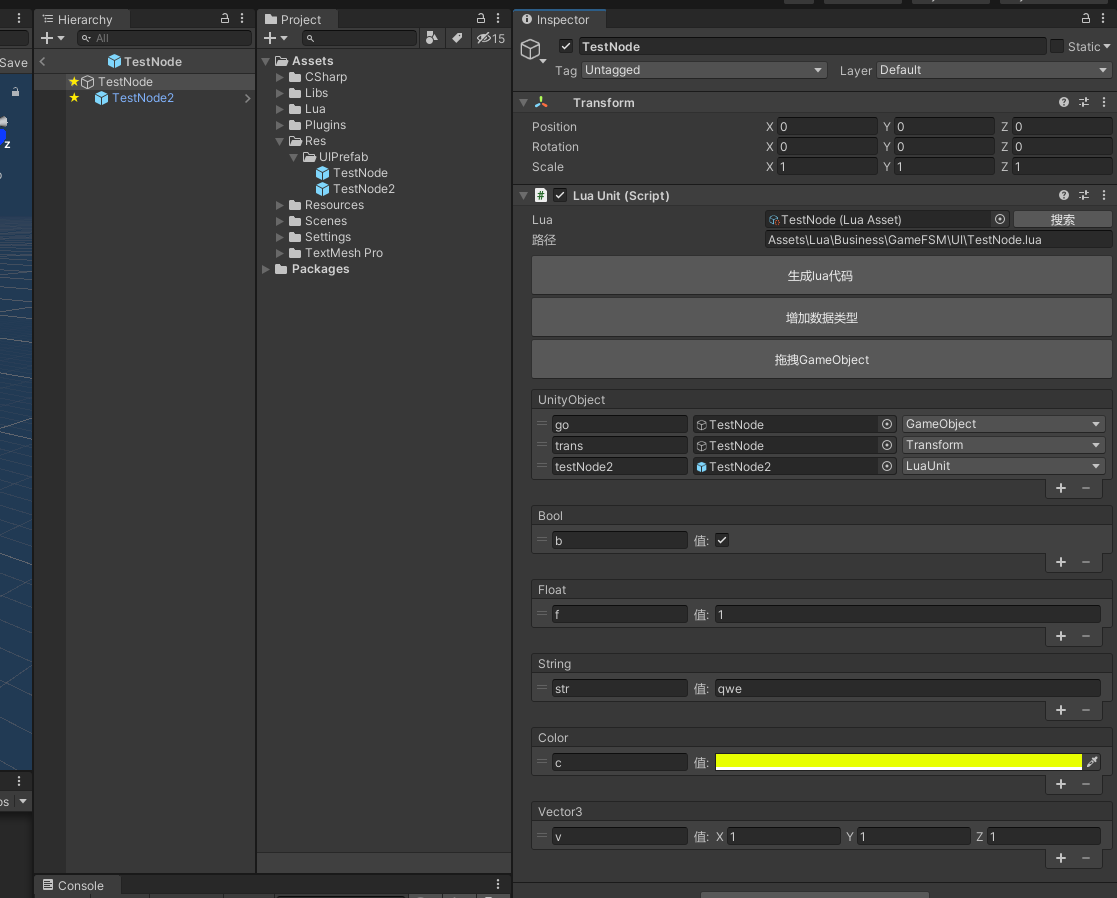 Save
z
os
Hierarchy
All
TestNode
TestNode
TestNode2
Project
15
Assets
CSharp
Libs
Lua
Plugins
Res
UIPrefab
TestNode
TestNode2
Resources
Scenes
Settings
TextMesh Pro
Packages
Console
Inspector
TestNode
Static
Tag Untagged Layer Default
Transform
Position X 0 Y 0 Z 0
Rotation X 0 Y 0 Z 0
Scale X 1 Y 1 Z 1
# Lua Unit (Script)
Lua TestNode (Lua Asset) 搜索
路径 Assets\Lua\Business\GameFSM\UI\TestNode.lua
生成lua代码
增加数据类型
拖拽GameObject
UnityObject
go TestNode GameObject
trans TestNode Transform
testNode2 TestNode2 LuaUnit
Bool
b 值:
Float
f 值: 1
String
str 值: qwe
Color
c 值:
Vector3
v 值: X 1 Y 1 Z 1